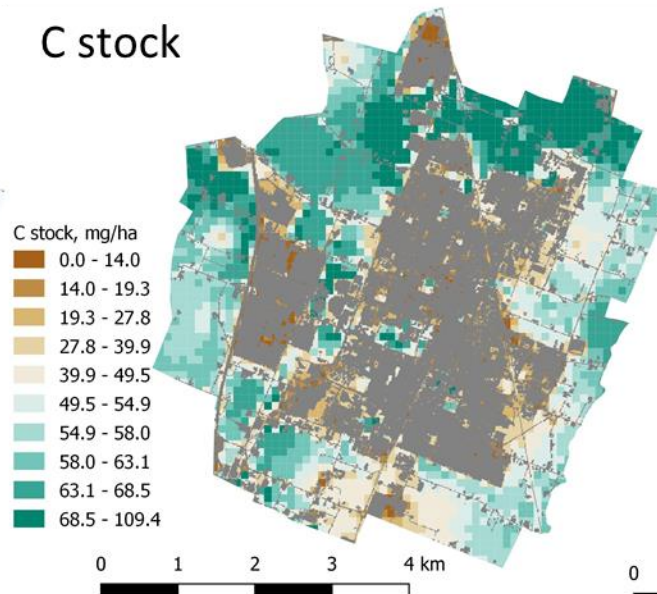 C stock
C stock, mg/ha
0.0 - 14.0
14.0 - 19.3
19.3 - 27.8
27.8 - 39.9
39.9 - 49.5
49.5 - 54.9
54.9 - 58.0
58.0 - 63.1
63.1 - 68.5
68.5 - 109.4
0 1 2 3 4 km
0